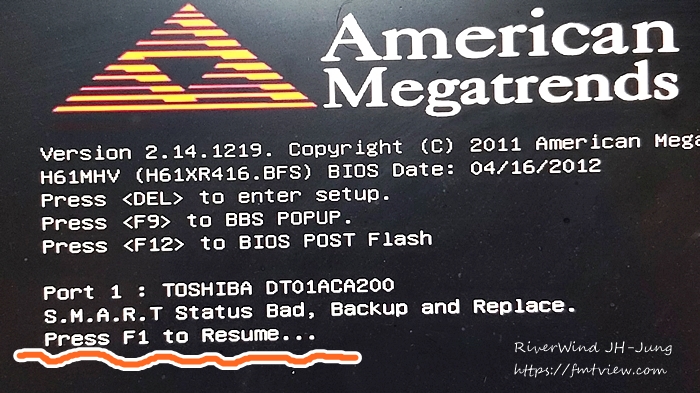 American
Megatrends
Version 2.14.1219. Copyright (C) 2011 American Mega
H61MHV (H61XR416.BFS) BIOS Date: 04/16/2012
Press <DEL> to enter setup.
Press <F9> to BBS POPUP.
Press <F12> to BIOS POST Flash
Port 1 : TOSHIBA DT01ACA200
S.M.A.R.T Status Bad, Backup and Replace.
Press F1 to Resume...
RiverWind JH-Jung
https://fmtview.com